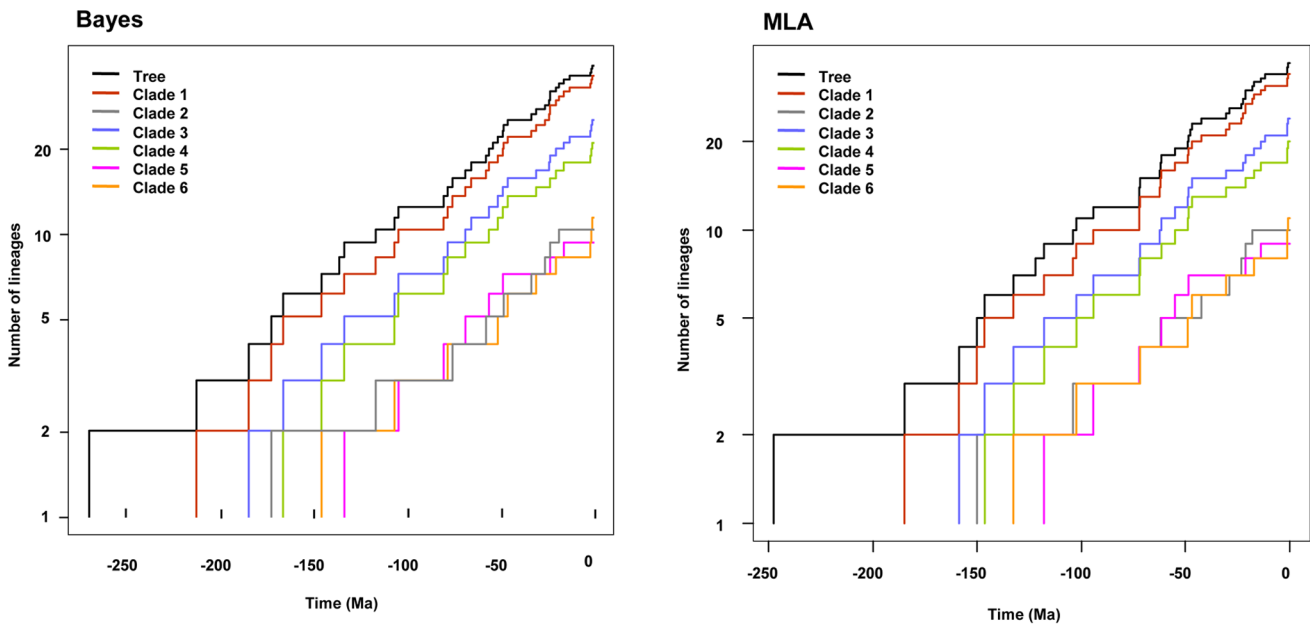 Bayes
Tree
Clade 1
Clade 2
Clade 3
Clade 4
Clade 5
Clade 6
Number of lineages
20
10
5
2
1
-250
-200
-150
-100
-50
0
Time (Ma)
MLA
Tree
Clade 1
Clade 2
Clade 3
Clade 4
Clade 5
Clade 6
Number of lineages
20
10
5
2
1
-250
-200
-150
-100
-50
0
Time (Ma)